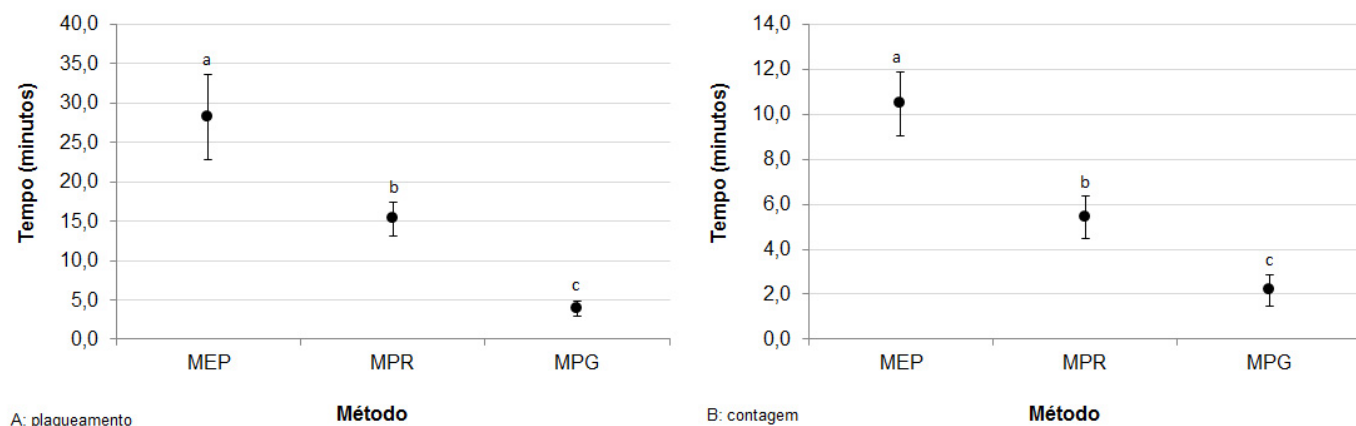 40,0
35,0
30,0
25,0
20,0
15,0
10,0
5,0
0,0
Tempo (minutos)
a
b
c
MEP MPR MPG
Método
A: plaqueamento
14,0
12,0
10,0
8,0
6,0
4,0
2,0
0,0
Tempo (minutos)
a
b
c
MEP MPR MPG
Método
B: contagem